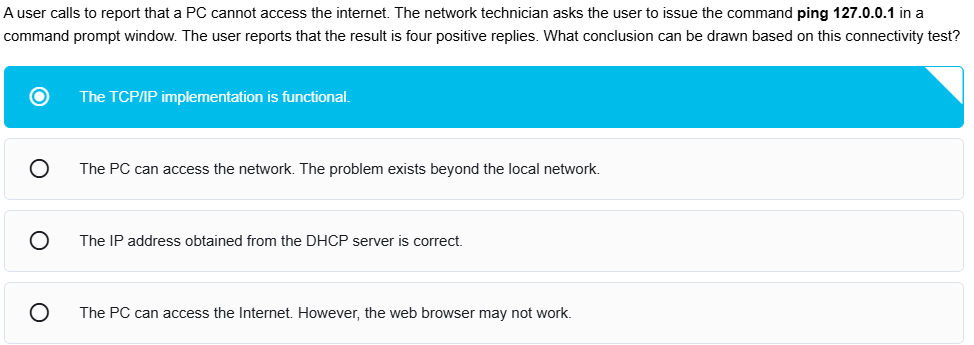 A user calls to report that a PC cannot access the internet. The network technician asks the user to issue the command ping 127.0.0.1 in a
command prompt window. The user reports that the result is four positive replies. What conclusion can be drawn based on this connectivity test?
The TCP/IP implementation is functional.
The PC can access the network. The problem exists beyond the local network.
The IP address obtained from the DHCP server is correct.
The PC can access the Internet. However, the web browser may not work.